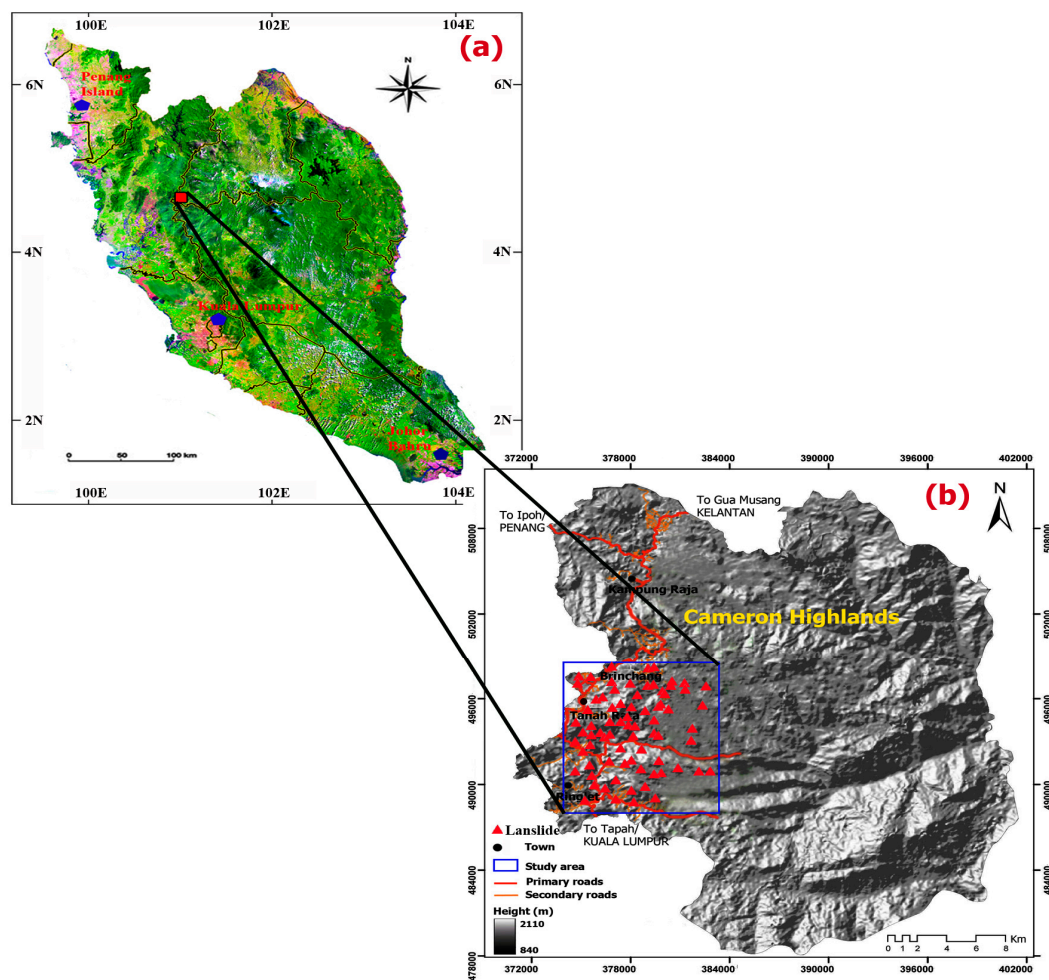 100E
102E
104E
(a)
N
6N
6N
Penang
Island
4N
4N
Kuala Lumpur
2N
2N
Johor
Bahru
0
50
100 km
100E
102E
104E
372000
378000
384000
390000
396000
402000
(b)
N
To Gua Musang
KELANTAN
To Ipoh/
PENANG
508000
508000
Kampung Raja
Cameron Highlands
502000
502000
Brinchang
496000
496000
Tanah Rata
490000
490000
Ringlet
Lanslide
To Tapah/
KUALA LUMPUR
Town
Study area
484000
484000
Primary roads
Secondary roads
Height (m)
2110
840
Km
0 1 2 4 6 8
478000
478000
372000
378000
384000
390000
396000
402000